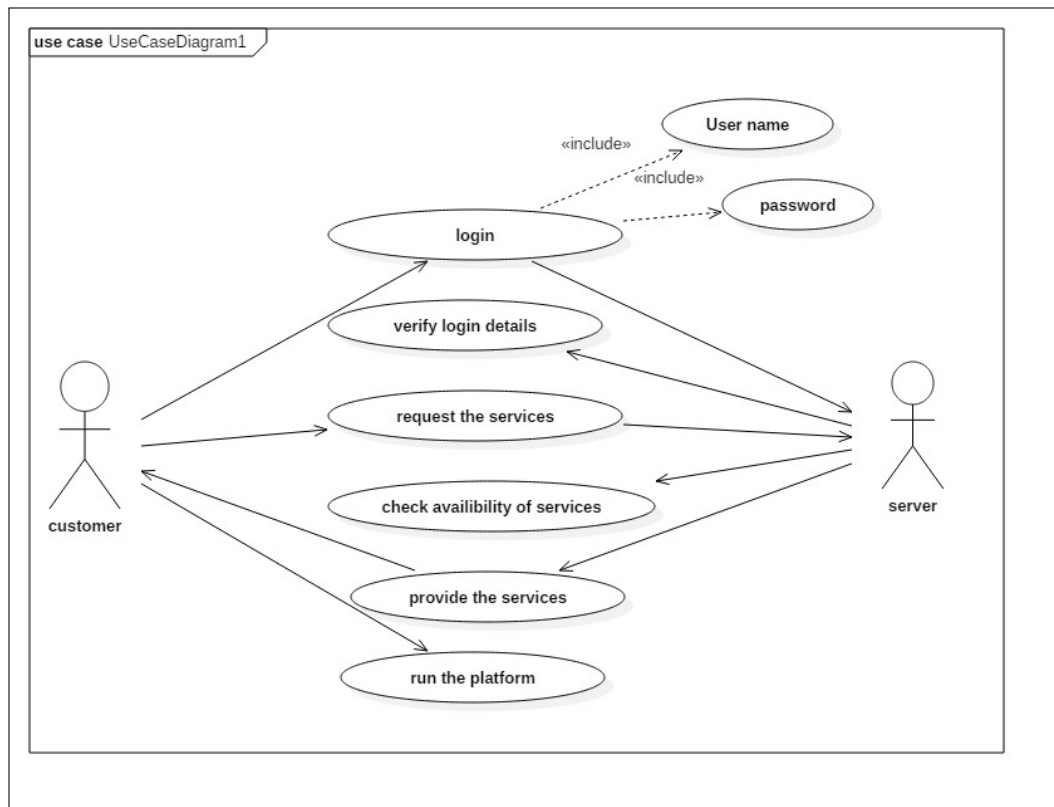 use case UseCaseDiagram1
User name
«include»
«include»
password
login
verify login details
request the services
check availibility of services
customer
server
provide the services
run the platform